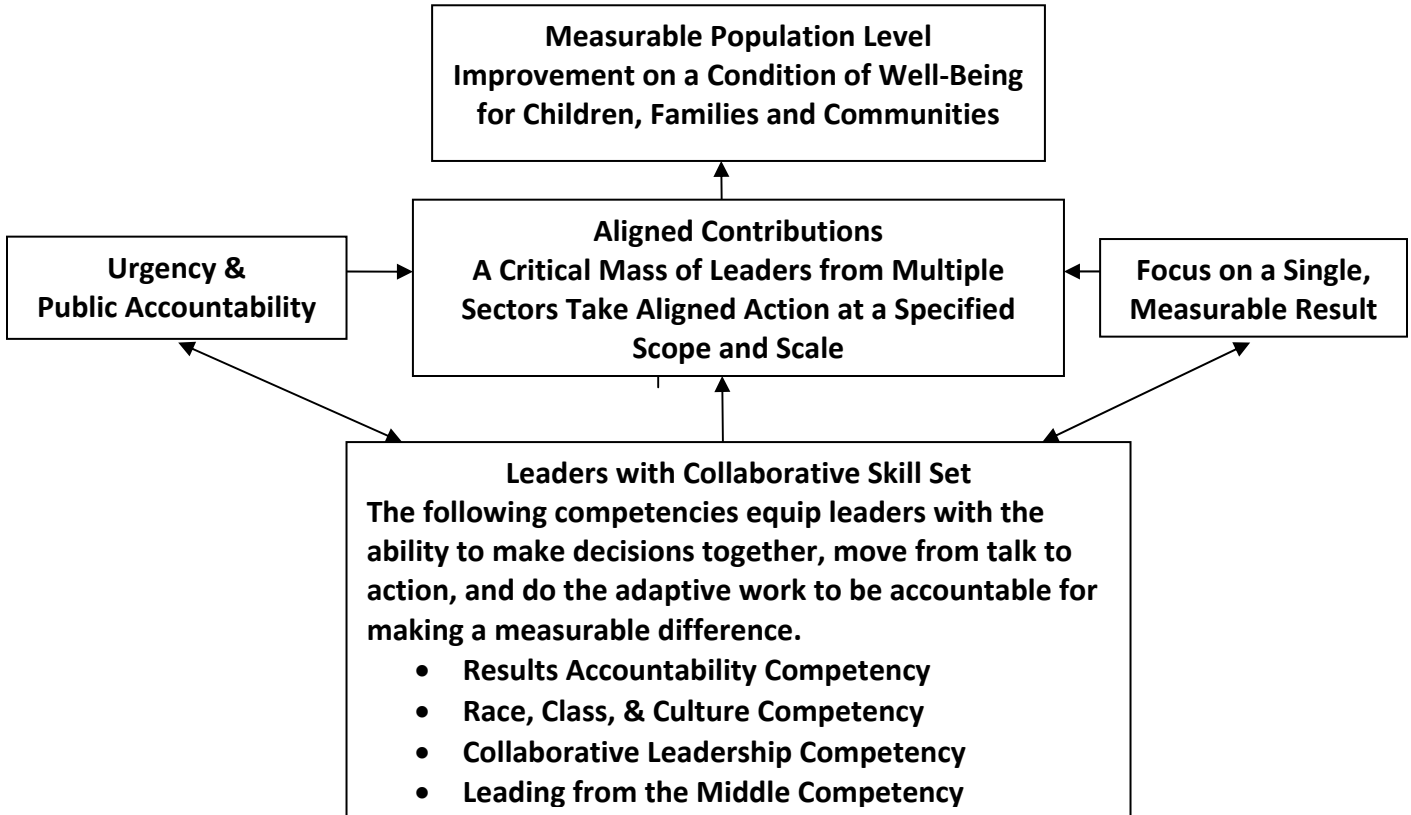 Measurable Population Level
Improvement on a Condition of Well-Being
for Children, Families and Communities
Urgency &
Public Accountability
Aligned Contributions
A Critical Mass of Leaders from Multiple
Sectors Take Aligned Action at a Specified
Scope and Scale
Focus on a Single,
Measurable Result
Leaders with Collaborative Skill Set
The following competencies equip leaders with the
ability to make decisions together, move from talk to
action, and do the adaptive work to be accountable for
making a measurable difference.
• Results Accountability Competency
• Race, Class, & Culture Competency
• Collaborative Leadership Competency
• Leading from the Middle Competency